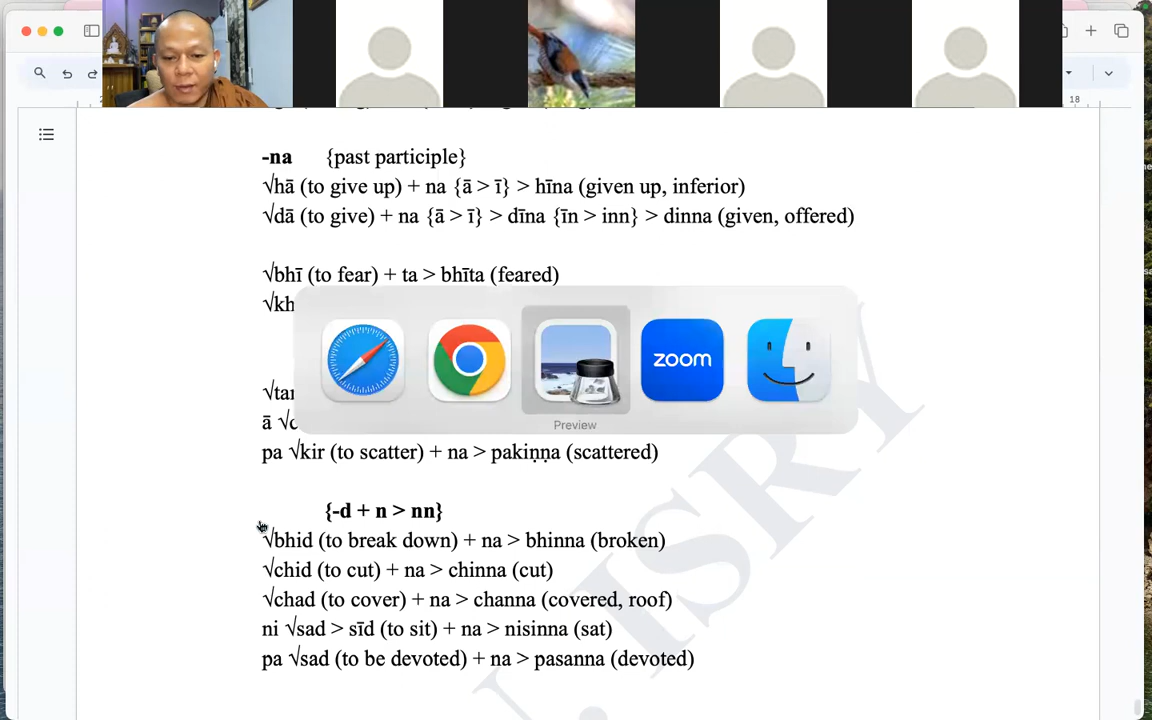 18
-na {past participle}
√hā (to give up) + na {ā > ī} > hīna (given up, inferior)
√dā (to give) + na {ā > ī} > dīna {īn > inn} > dinna (given, offered)
√bhī (to fear) + ta > bhīta (feared)
√kh
zoom
√tar
Preview
ā √c
pa √kir (to scatter) + na > pakiṇṇa (scattered)
{-d + n > nn}
√bhid (to break down) + na > bhinna (broken)
√chid (to cut) + na > chinna (cut)
√chad (to cover) + na > channa (covered, roof)
ni √sad > sīd (to sit) + na > nisinna (sat)
pa √sad (to be devoted) + na > pasanna (devoted)
U. ISRY